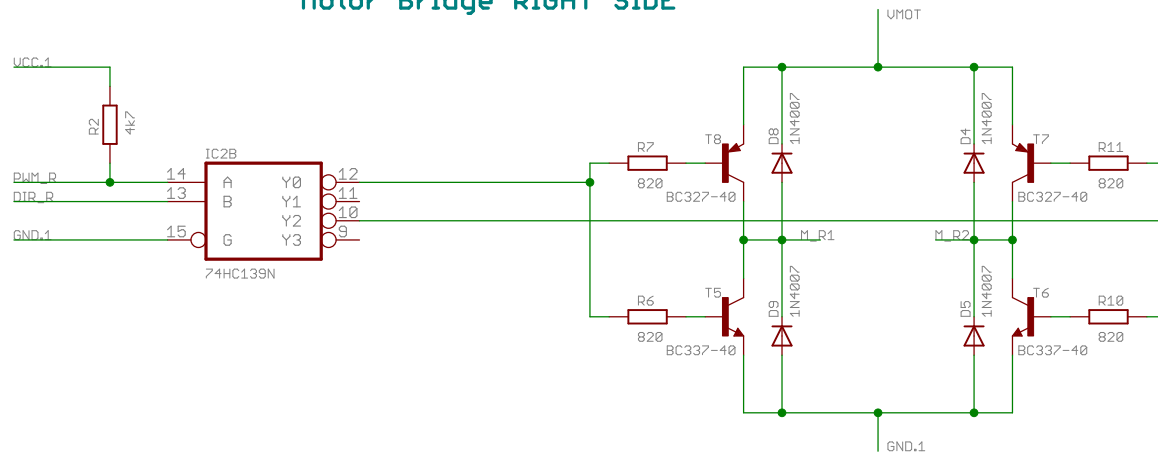 Motor Bridge RIGHT SIDE
VMOT
VCC.1
R2
4k7
IC2B
PWM_R
DIR_R
GND.1
14
13
15
A
B
G
Y0
Y1
Y2
Y3
12
11
10
9
74HC139N
R7
820
T8
BC327-40
D8
1N4007
D4
1N4007
T7
BC327-40
R11
820
M_R1
M_R2
R6
820
T5
BC337-40
D9
1N4007
D5
1N4007
T6
BC337-40
R10
820
GND.1